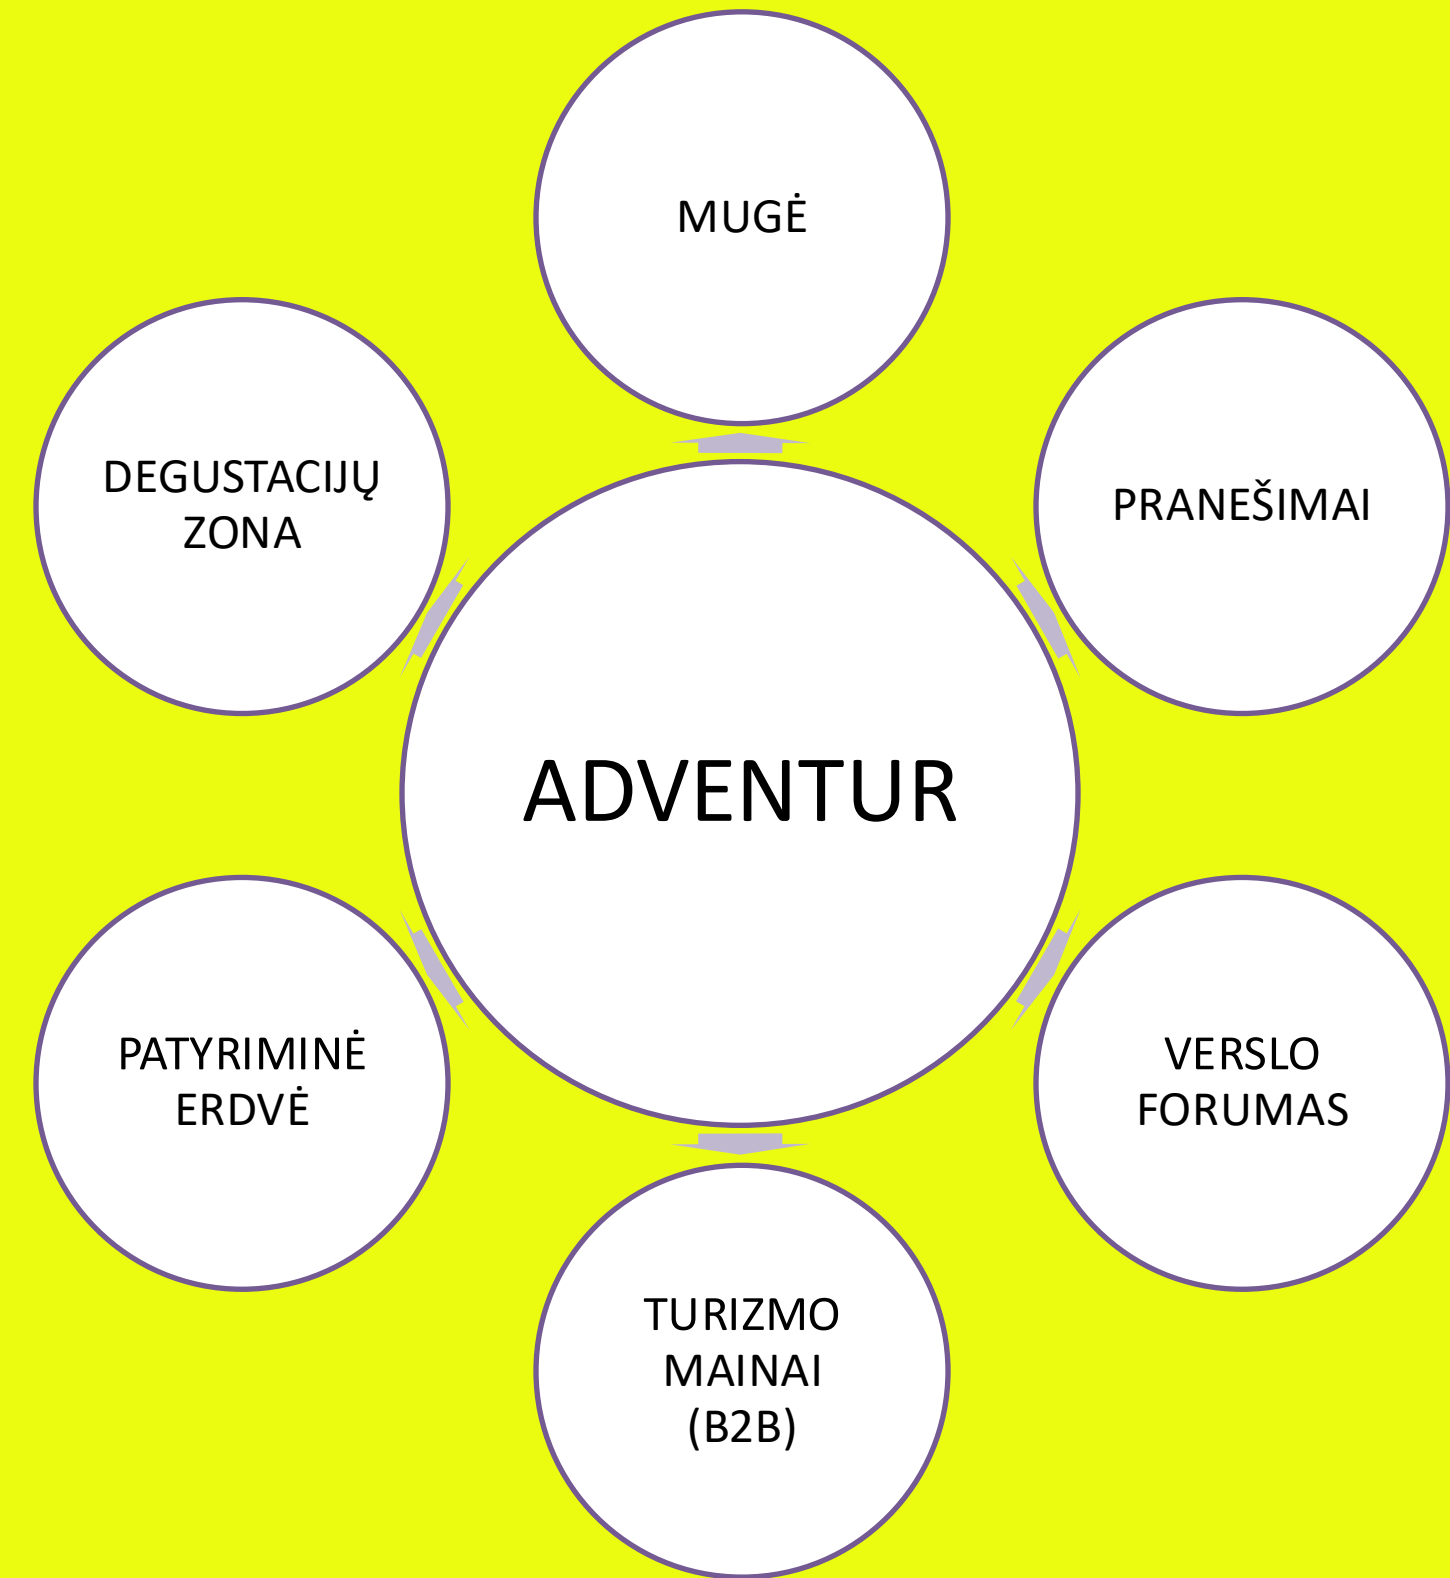 MUGĖ
DEGUSTACIJŲ
ZONA
PRANEŠIMAI
ADVENTUR
PATYRIMINĖ
ERDVĖ
VERSLO
FORUMAS
TURIZMO
MAINAI
(B2B)